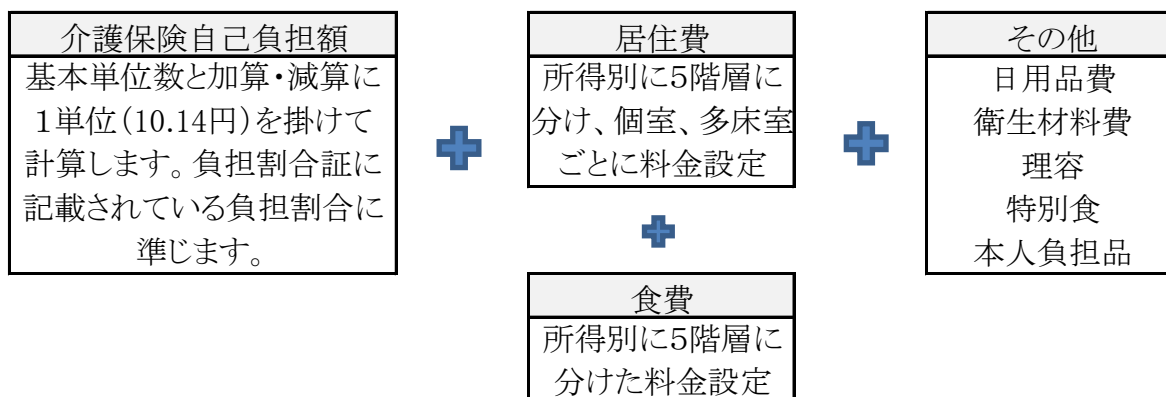 介護保険自己負担額
基本単位数と加算・減算に
１単位(10.14円)を掛けて
計算します。負担割合証に
記載されている負担割合に
準じます。
居住費
所得別に5階層に
分け、個室、多床室
ごとに料金設定
食費
所得別に5階層に
分けた料金設定
その他
日用品費
衛生材料費
理容
特別食
本人負担品